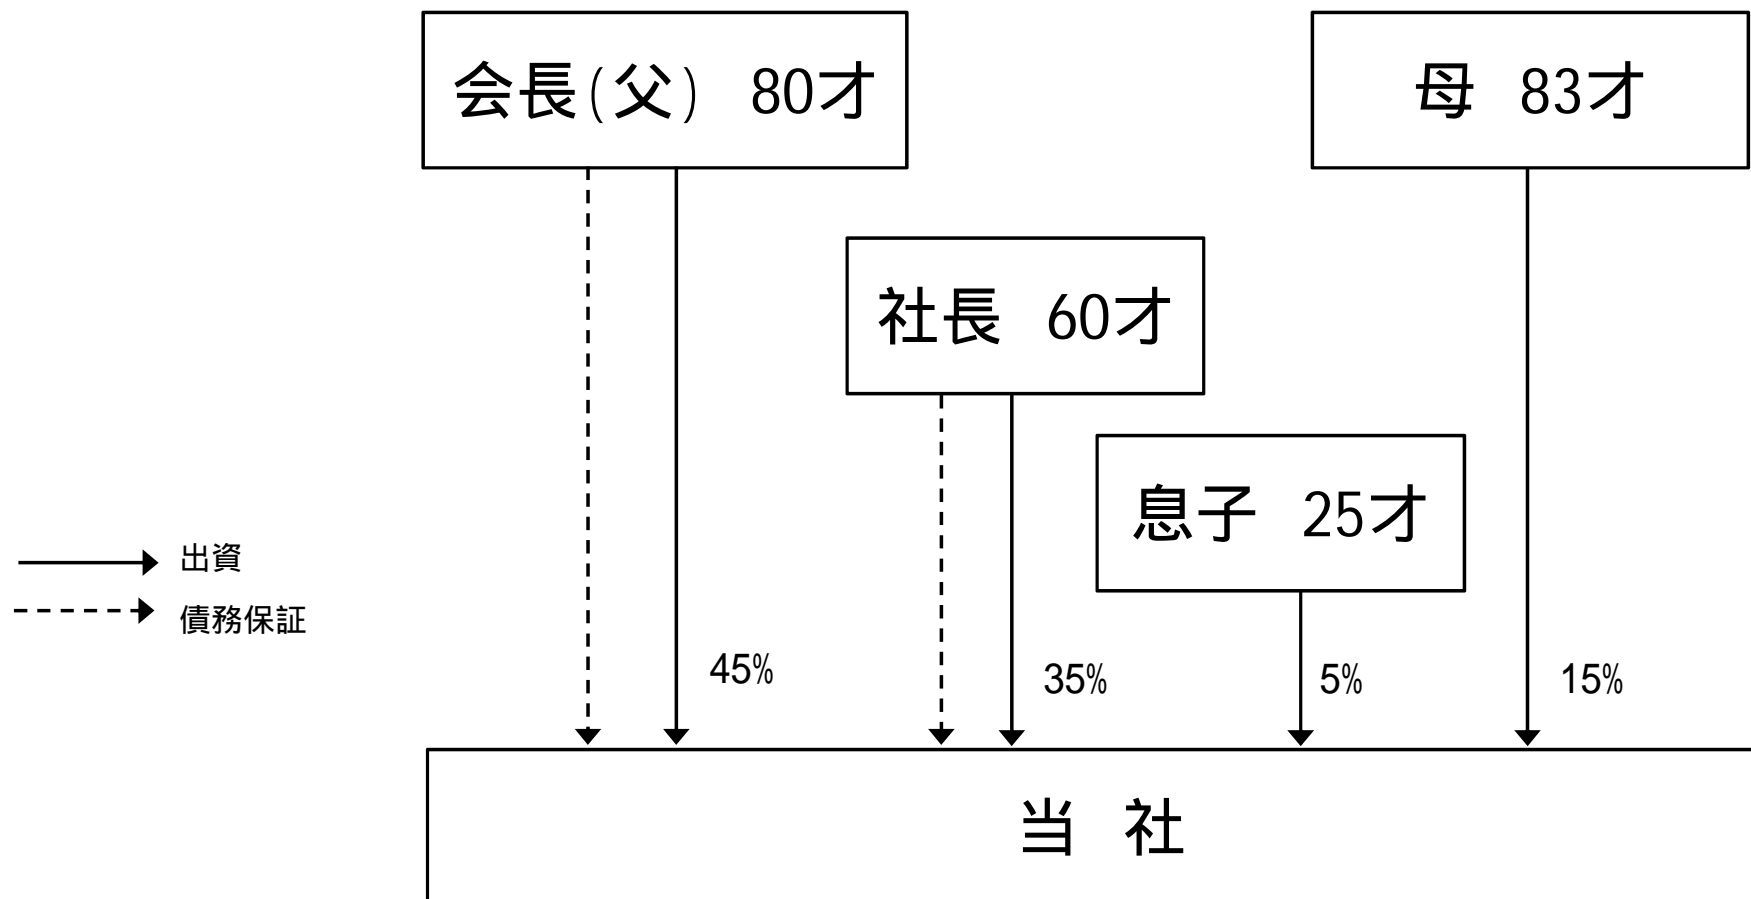 会長(父) 80才
母 83才
社長 60才
息子 25才
出資
債務保証
45%
35%
5%
15%
当 社